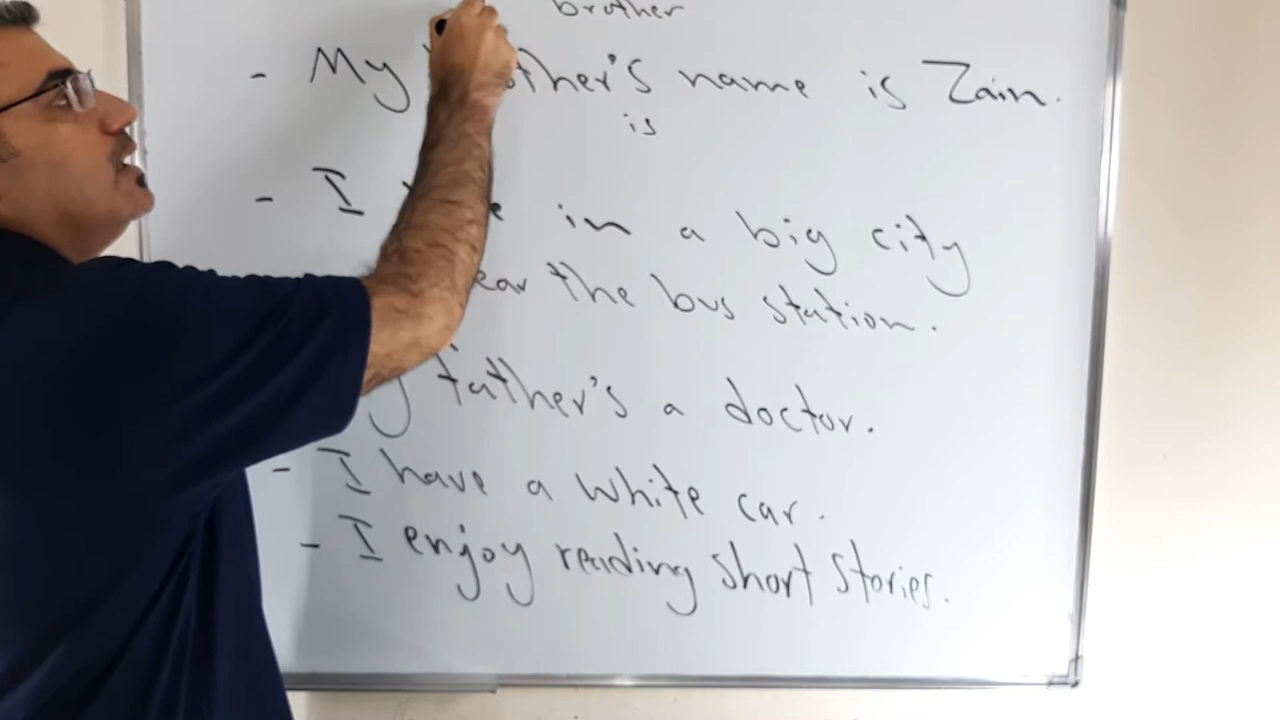 brother
- My other's name is Zain.
is
- I in a big city
ear the bus station.
father's a doctor.
- I have a white car.
- I enjoy reading short stories.